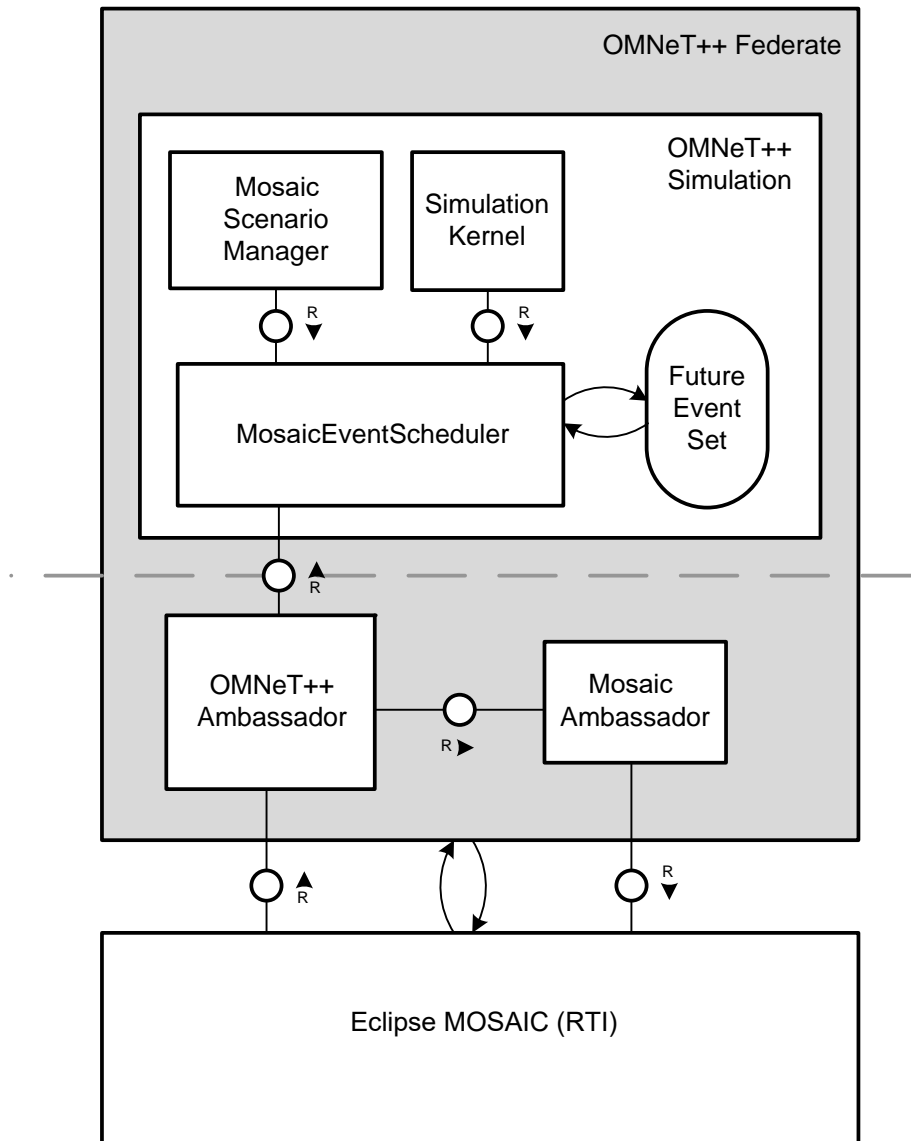 OMNeT++ Federate
OMNeT++
Simulation
Mosaic
Scenario
Manager
Simulation
Kernel
R
R
Future
Event
Set
MosaicEventScheduler
R
OMNeT++
Ambassador
Mosaic
Ambassador
R
R
R
Eclipse MOSAIC (RTI)